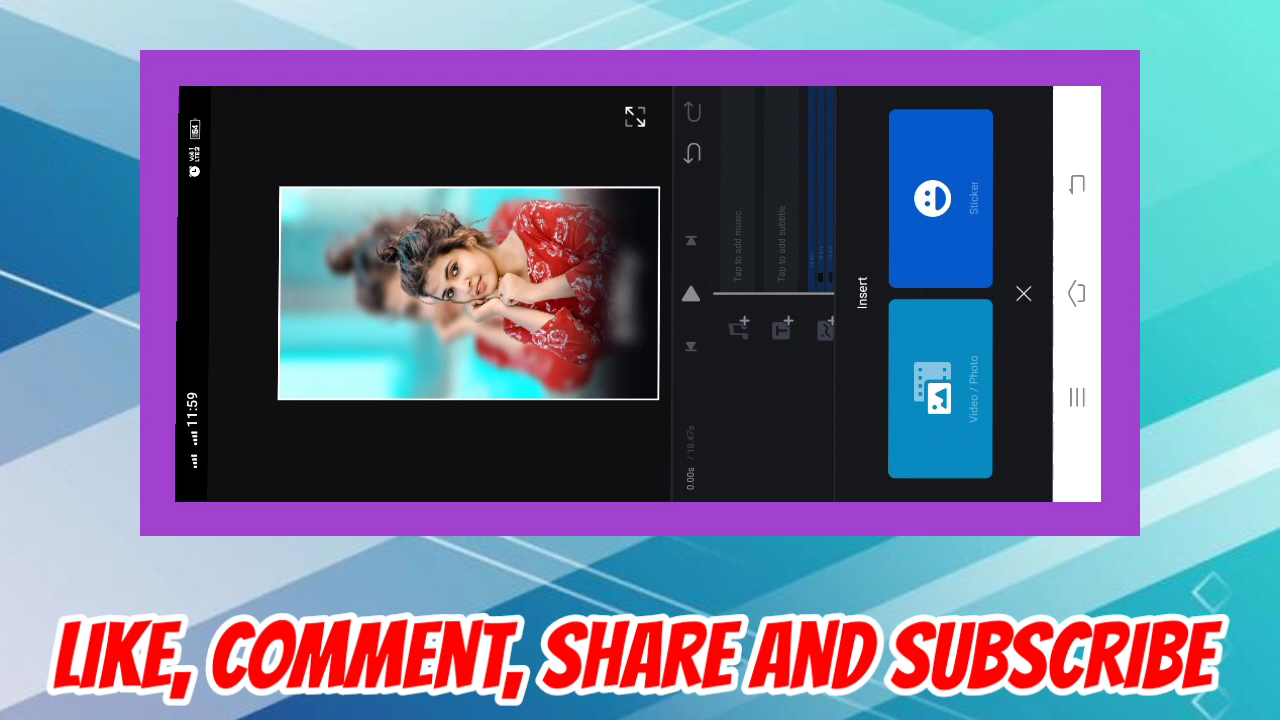 11:59
54
0.00s / 18.47s
Tap to add music
Tap to add subtitle
Insert
Sticker
Video / Photo
LIKE, COMMENT, SHARE AND SUBSCRIBE